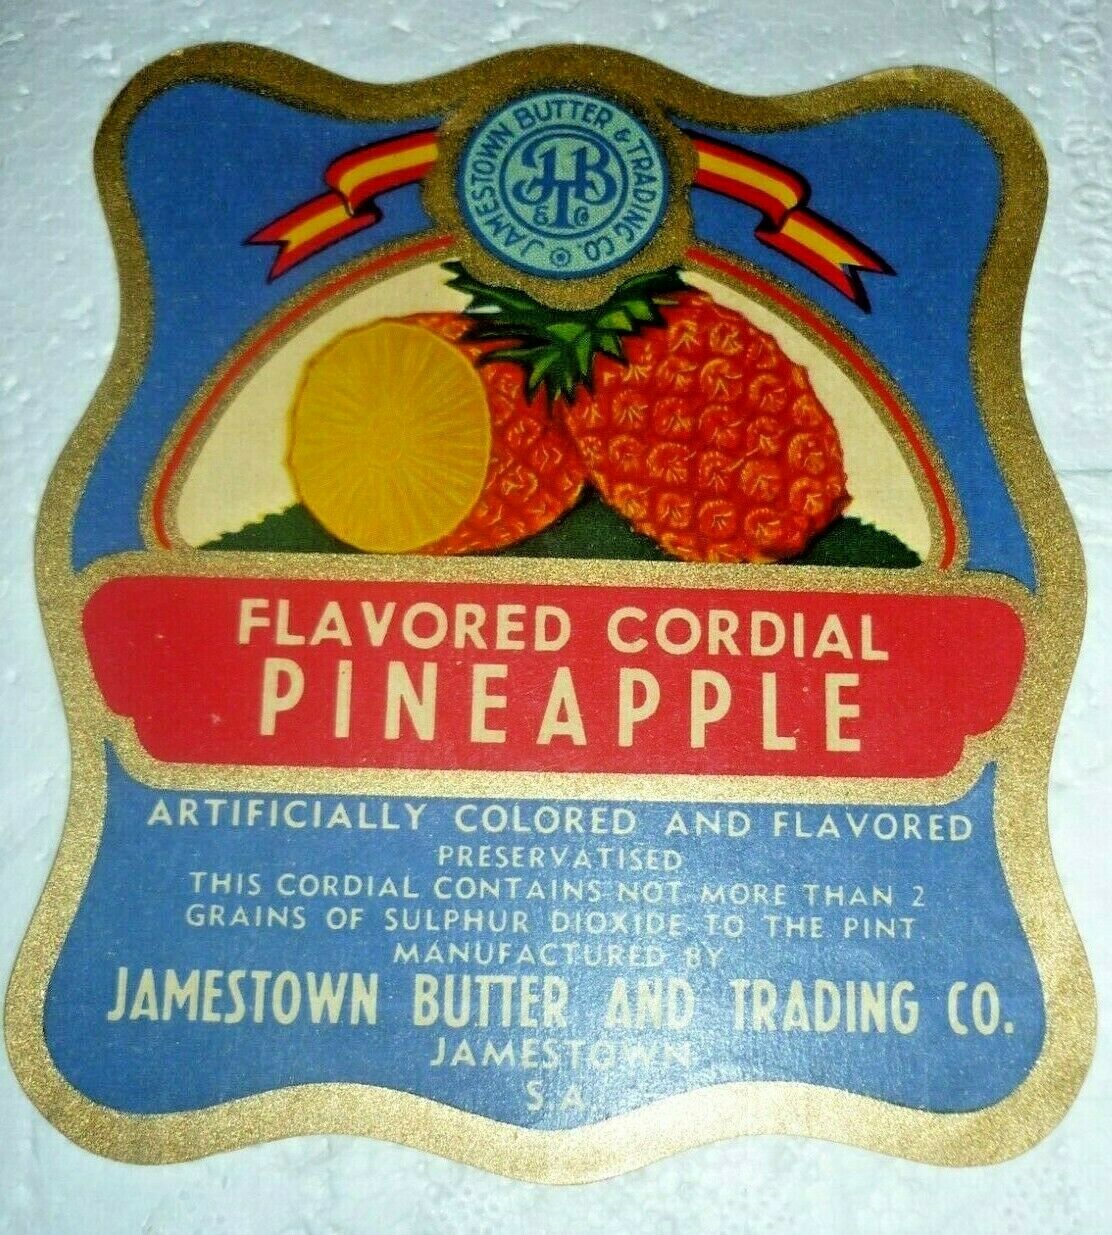 JAMESTOWN BUTTER & TRADING CO.
JTB
& Co
FLAVORED CORDIAL
PINEAPPLE
ARTIFICIALLY COLORED AND FLAVORED
PRESERVATISED
THIS CORDIAL CONTAINS NOT MORE THAN 2
GRAINS OF SULPHUR DIOXIDE TO THE PINT
MANUFACTURED BY
JAMESTOWN BUTTER AND TRADING CO.
JAMESTOWN
S.A.